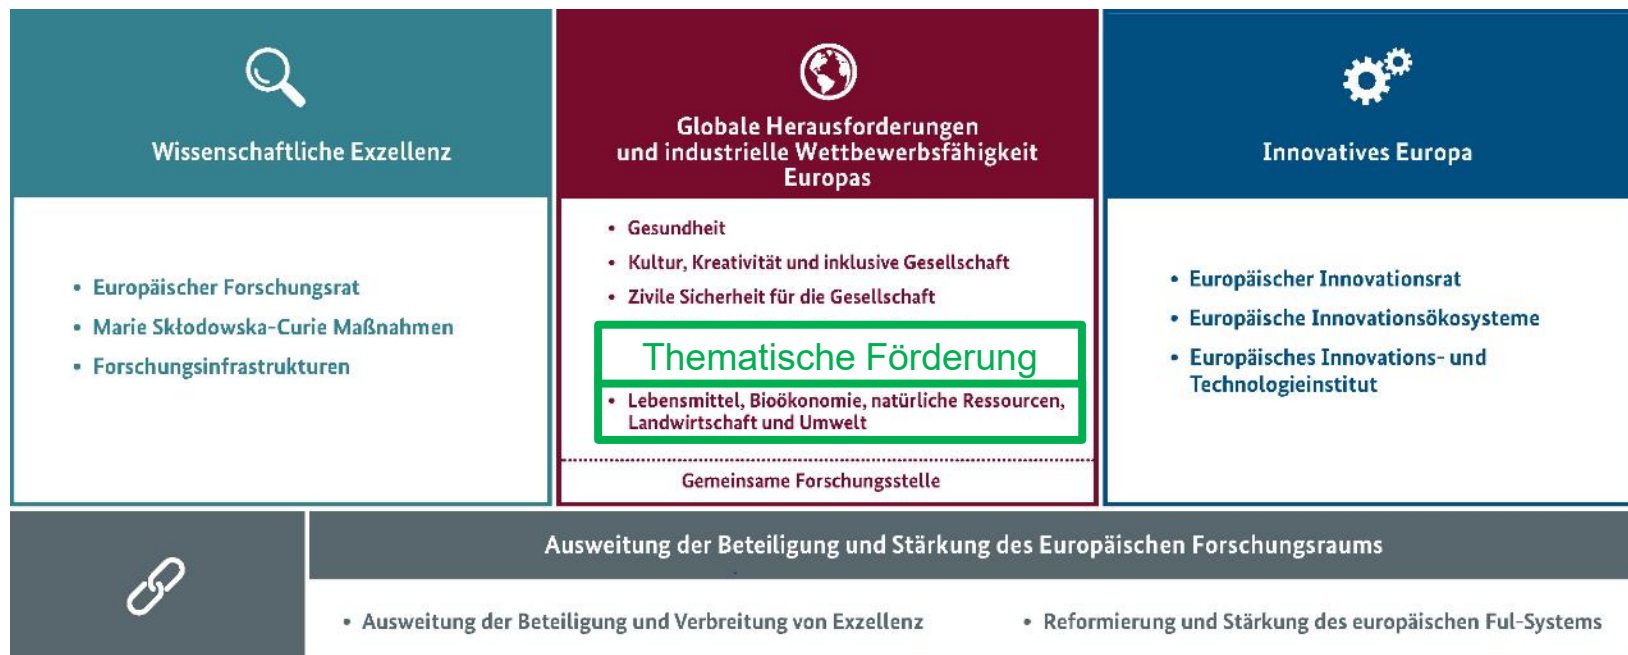 Wissenschaftliche Exzellenz
• Europäischer Forschungsrat
• Marie Skłodowska-Curie Maßnahmen
• Forschungsinfrastrukturen
Globale Herausforderungen
und industrielle Wettbewerbsfähigkeit
Europas
• Gesundheit
• Kultur, Kreativität und inklusive Gesellschaft
• Zivile Sicherheit für die Gesellschaft
Thematische Förderung
• Lebensmittel, Bioökonomie, natürliche Ressourcen,
Landwirtschaft und Umwelt
Gemeinsame Forschungsstelle
Innovatives Europa
• Europäischer Innovationsrat
• Europäische Innovationsökosysteme
• Europäisches Innovations- und
Technologieinstitut
Ausweitung der Beteiligung und Stärkung des Europäischen Forschungsraums
• Ausweitung der Beteiligung und Verbreitung von Exzellenz
• Reformierung und Stärkung des europäischen FuI-Systems